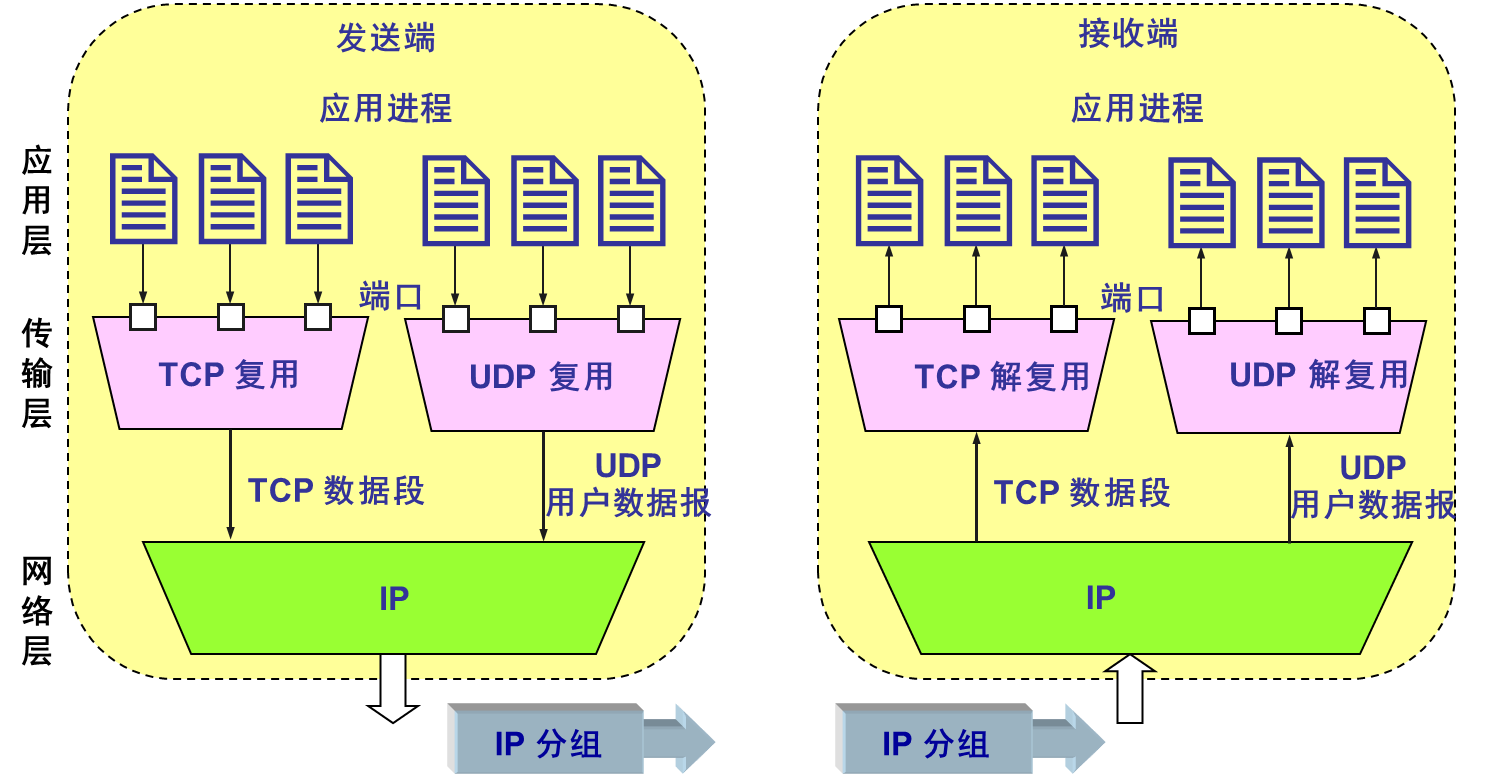 发送端
应用进程
应用层
端口
传输层
TCP 复用
UDP 复用
TCP 数据段
UDP
用户数据报
网络层
IP
IP 分组
接收端
应用进程
端口
TCP 解复用
UDP 解复用
TCP 数据段
UDP
用户数据报
IP
IP 分组